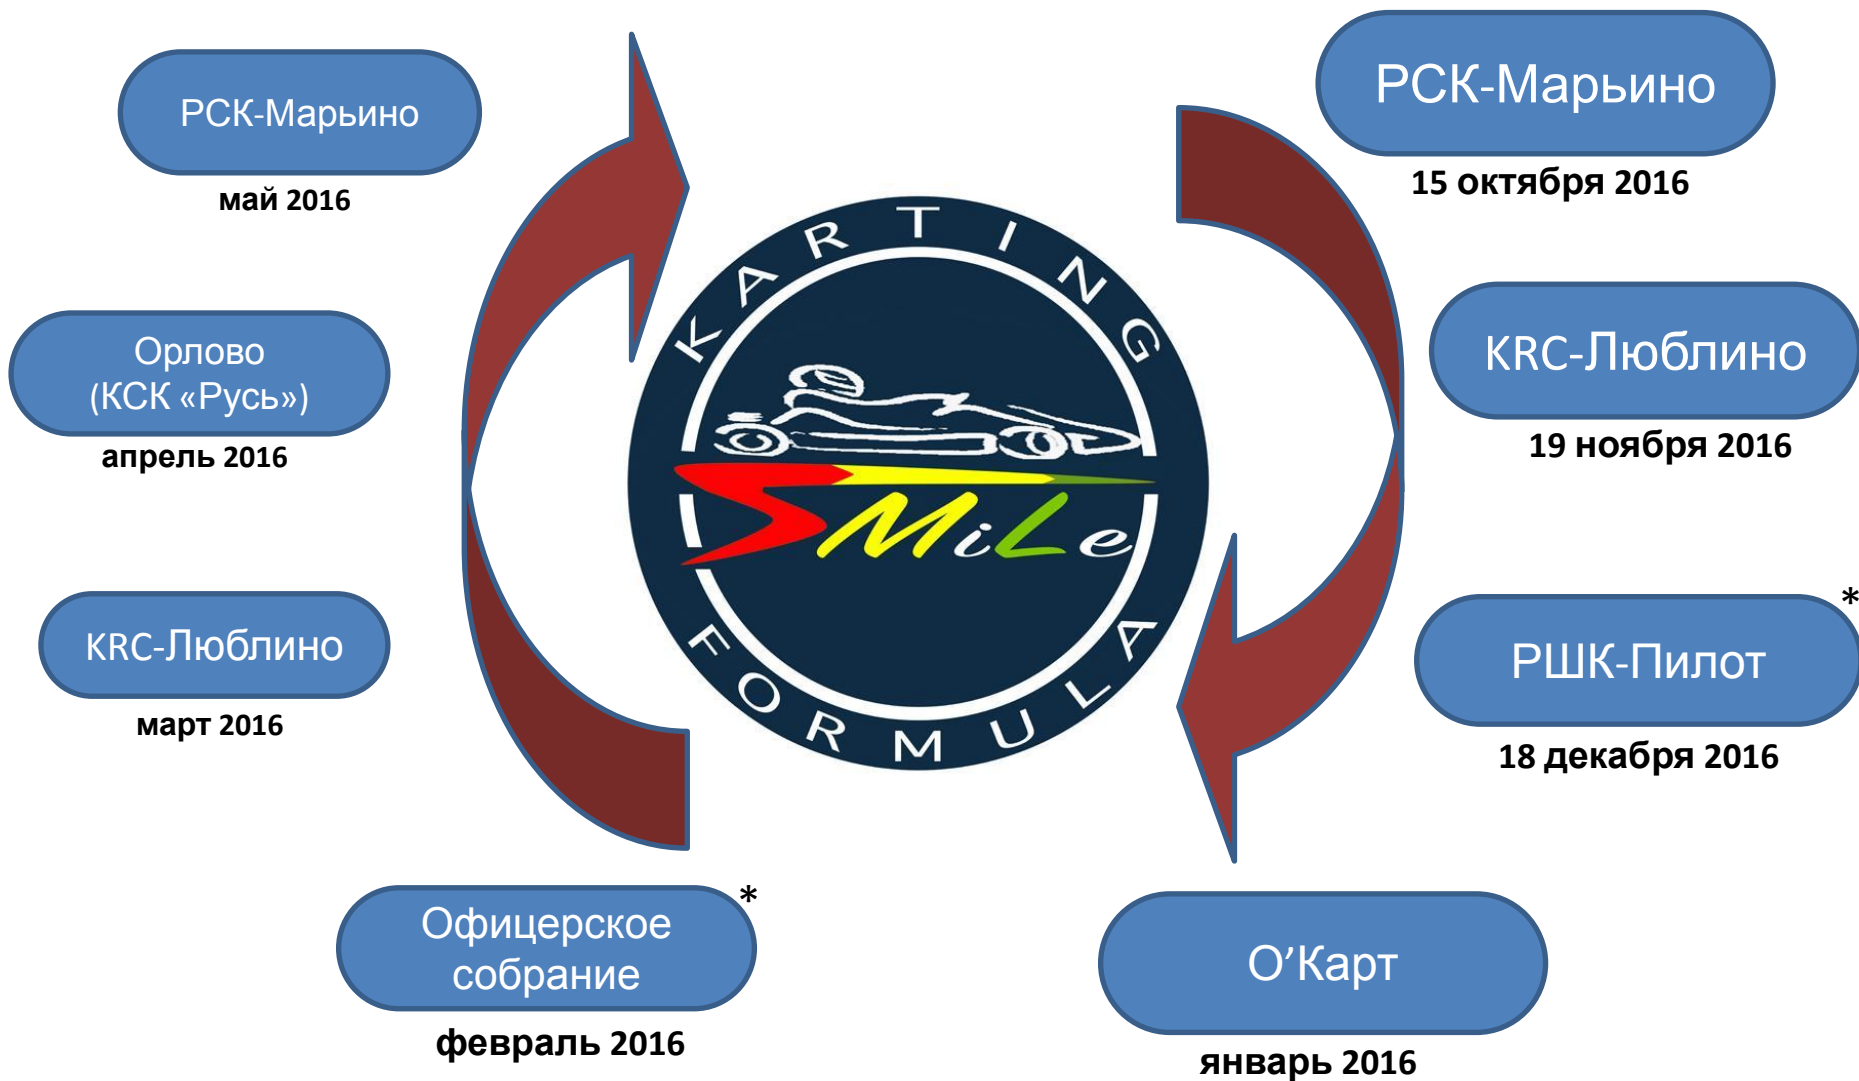 РСК-Марьино
15 октября 2016
KRC-Люблино
19 ноября 2016
*
РШК-Пилот
18 декабря 2016
О’Карт
январь 2016
*
Офицерское
собрание
февраль 2016
KRC-Люблино
март 2016
Орлово
(КСК «Русь»)
апрель 2016
РСК-Марьино
май 2016
KARTING
SMiLe
FORMULA